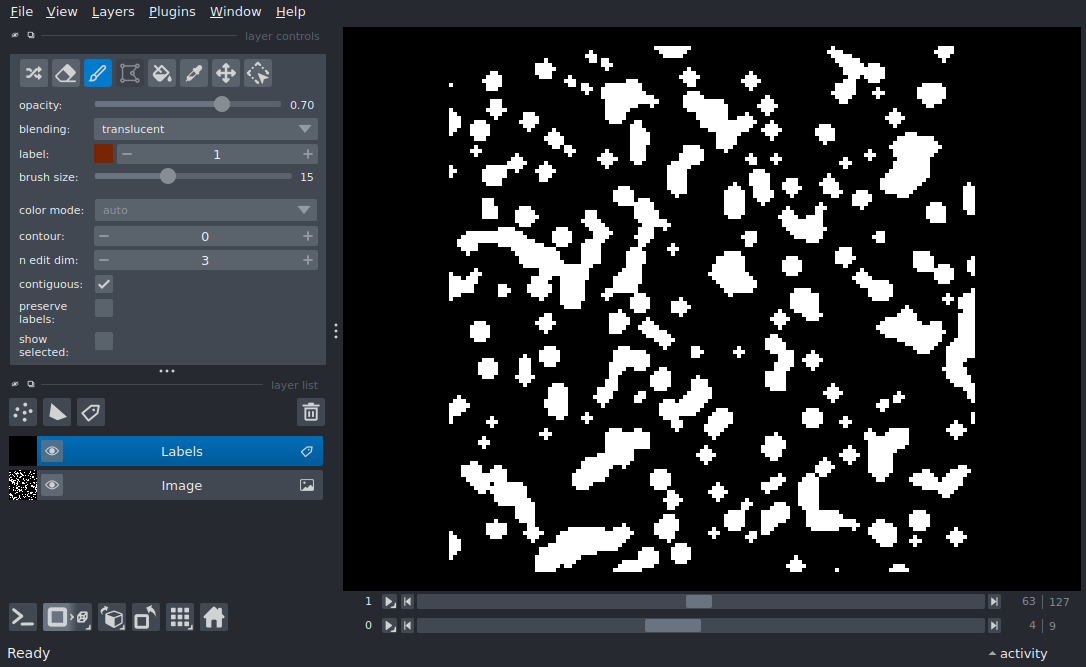 File View Layers Plugins Window Help
layer controls
opacity: 0.70
blending: translucent
label: 1
brush size: 15
color mode: auto
contour: 0
n edit dim: 3
contiguous:
preserve
labels:
show
selected:
layer list
Labels
Image
1 63 | 127
0 4 | 9
Ready
activity